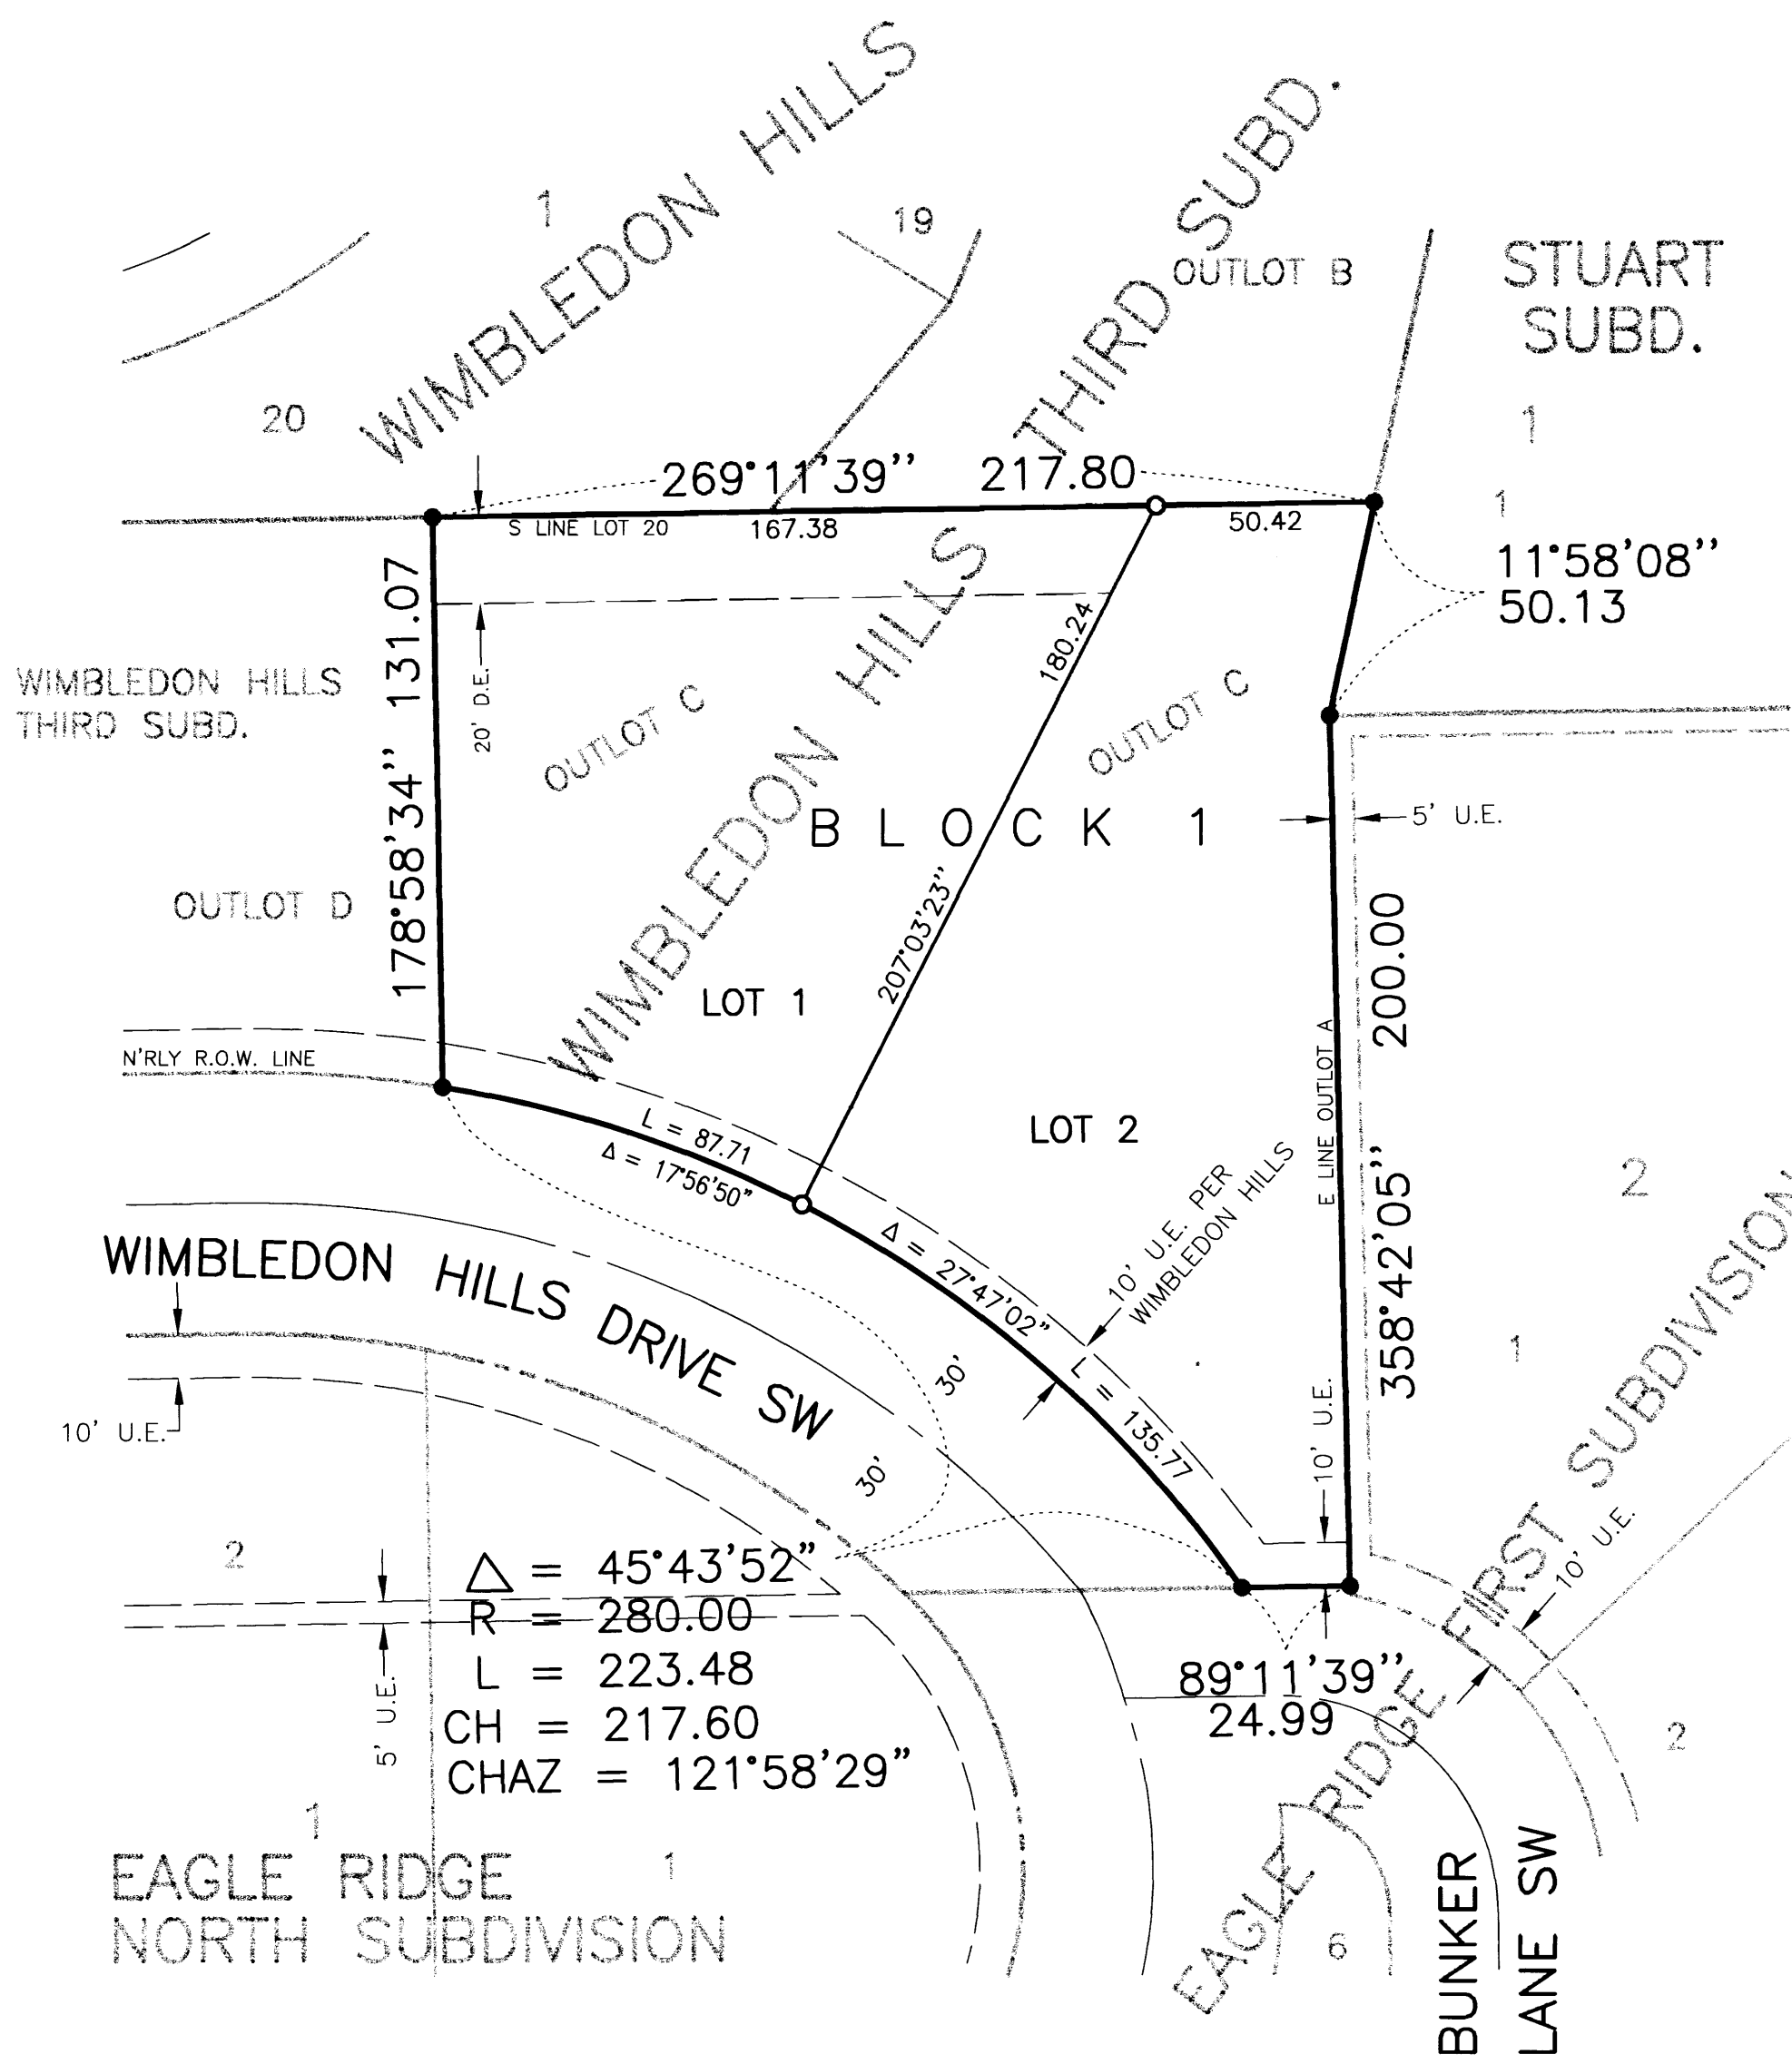 WIMBLEDON HILLS
THIRD SUBD.
1
19
OUTLOT B
STUART
SUBD.
20
1
269°11'39" 217.80
S LINE LOT 20
167.38
50.42
1
11°58'08"
50.13
178°58'34" 131.07
20' D.E.
WIMBLEDON HILLS
THIRD SUBD.
OUTLOT C
WIMBLEDON HILLS
180.24
207°03'23"
OUTLOT C
BLOCK 1
5' U.E.
OUTLOT D
LOT 1
LOT 2
E LINE OUTLOT A
358°42'05" 200.00
N'RLY R.O.W. LINE
L = 87.71
Δ = 17°56'50"
Δ = 27°47'02"
L = 135.77
10' U.E. PER
WIMBLEDON HILLS
2
1
WIMBLEDON HILLS DRIVE SW
30'
30'
10' U.E.
10' U.E.
2
Δ = 45°43'52"
R = 280.00
L = 223.48
CH = 217.60
CHAZ = 121°58'29"
5' U.E.
89°11'39"
24.99
10' U.E.
EAGLE RIDGE FIRST SUBDIVISION
2
1
1
EAGLE RIDGE
NORTH SUBDIVISION
6
BUNKER
LANE SW